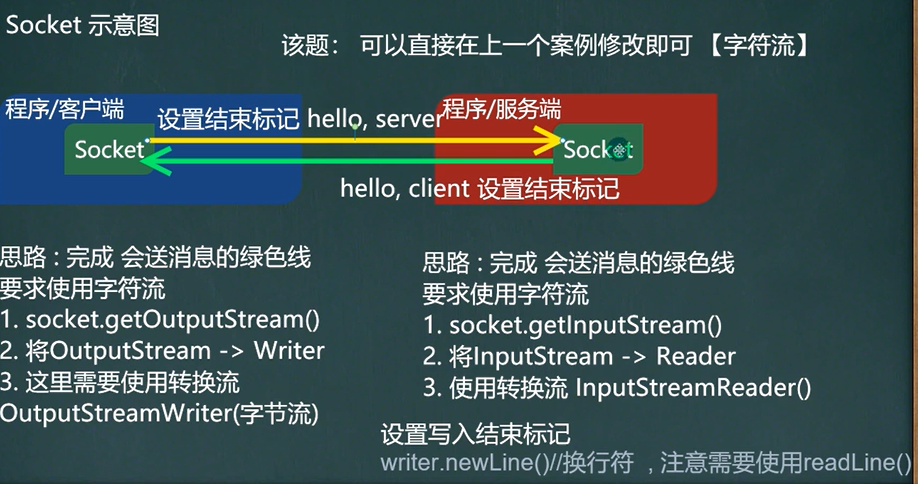 Socket 示意图
该题： 可以直接在上一个案例修改即可 【字符流】
程序/客户端
设置结束标记 hello, server
程序/服务端
Socket
Socket
hello, client 设置结束标记
思路 : 完成 会送消息的绿色线
要求使用字符流
1. socket.getOutputStream()
2. 将OutputStream -> Writer
3. 这里需要使用转换流
OutputStreamWriter(字节流)
思路 : 完成 会送消息的绿色线
要求使用字符流
1. socket.getInputStream()
2. 将InputStream -> Reader
3. 使用转换流 InputStreamReader()
设置写入结束标记
writer.newLine()//换行符 , 注意需要使用readLine()